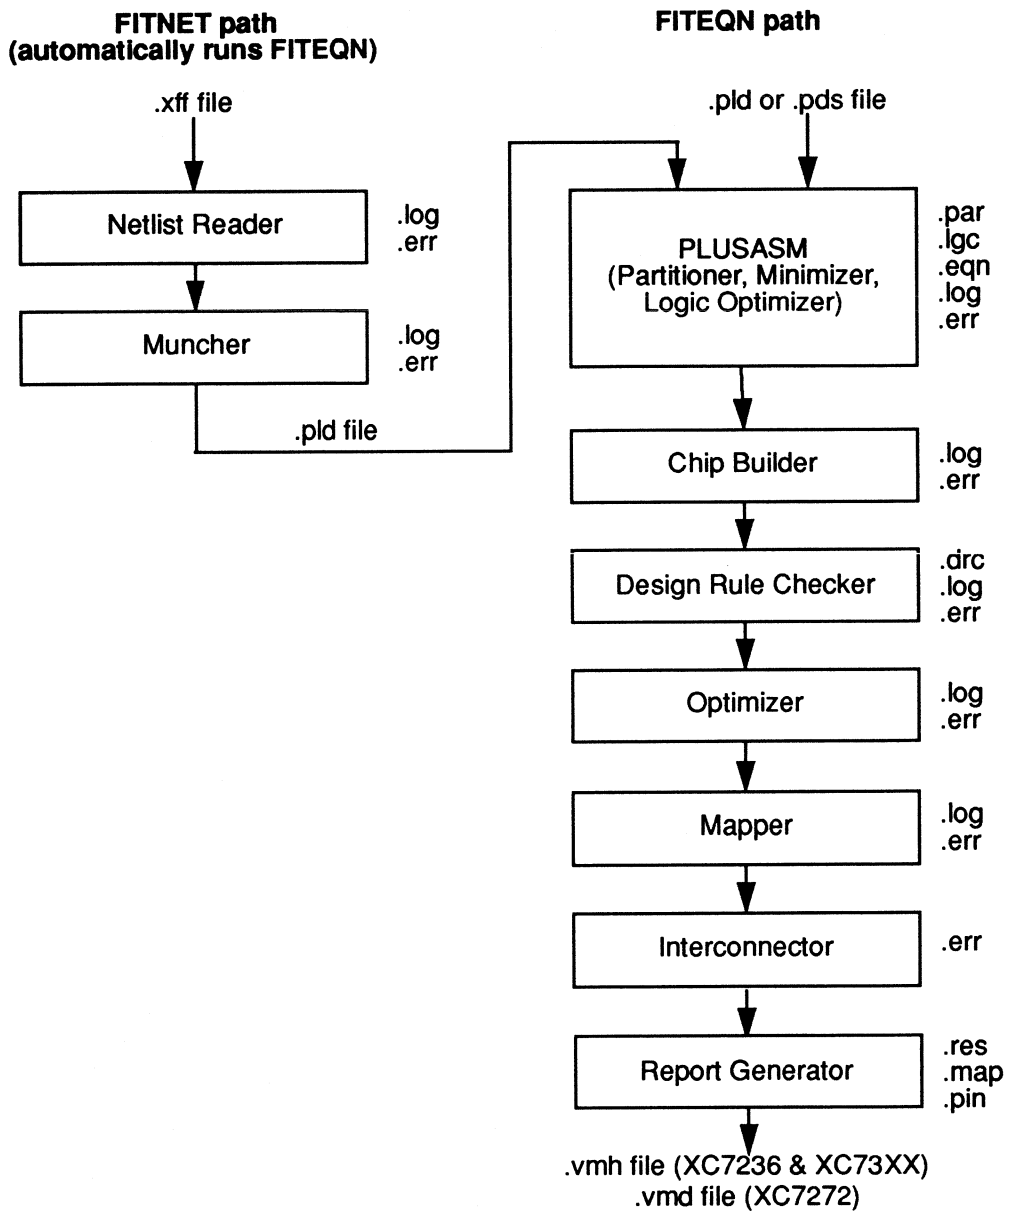 FITNET path
(automatically runs FITEQN)
.xff file
Netlist Reader
.log
.err
Muncher
.log
.err
.pld file
FITEQN path
.pld or .pds file
PLUSASM
(Partitioner, Minimizer,
Logic Optimizer)
.par
.lgc
.eqn
.log
.err
Chip Builder
.log
.err
Design Rule Checker
.drc
.log
.err
Optimizer
.log
.err
Mapper
.log
.err
Interconnector
.err
Report Generator
.res
.map
.pin
.vmh file (XC7236 & XC73XX)
.vmd file (XC7272)